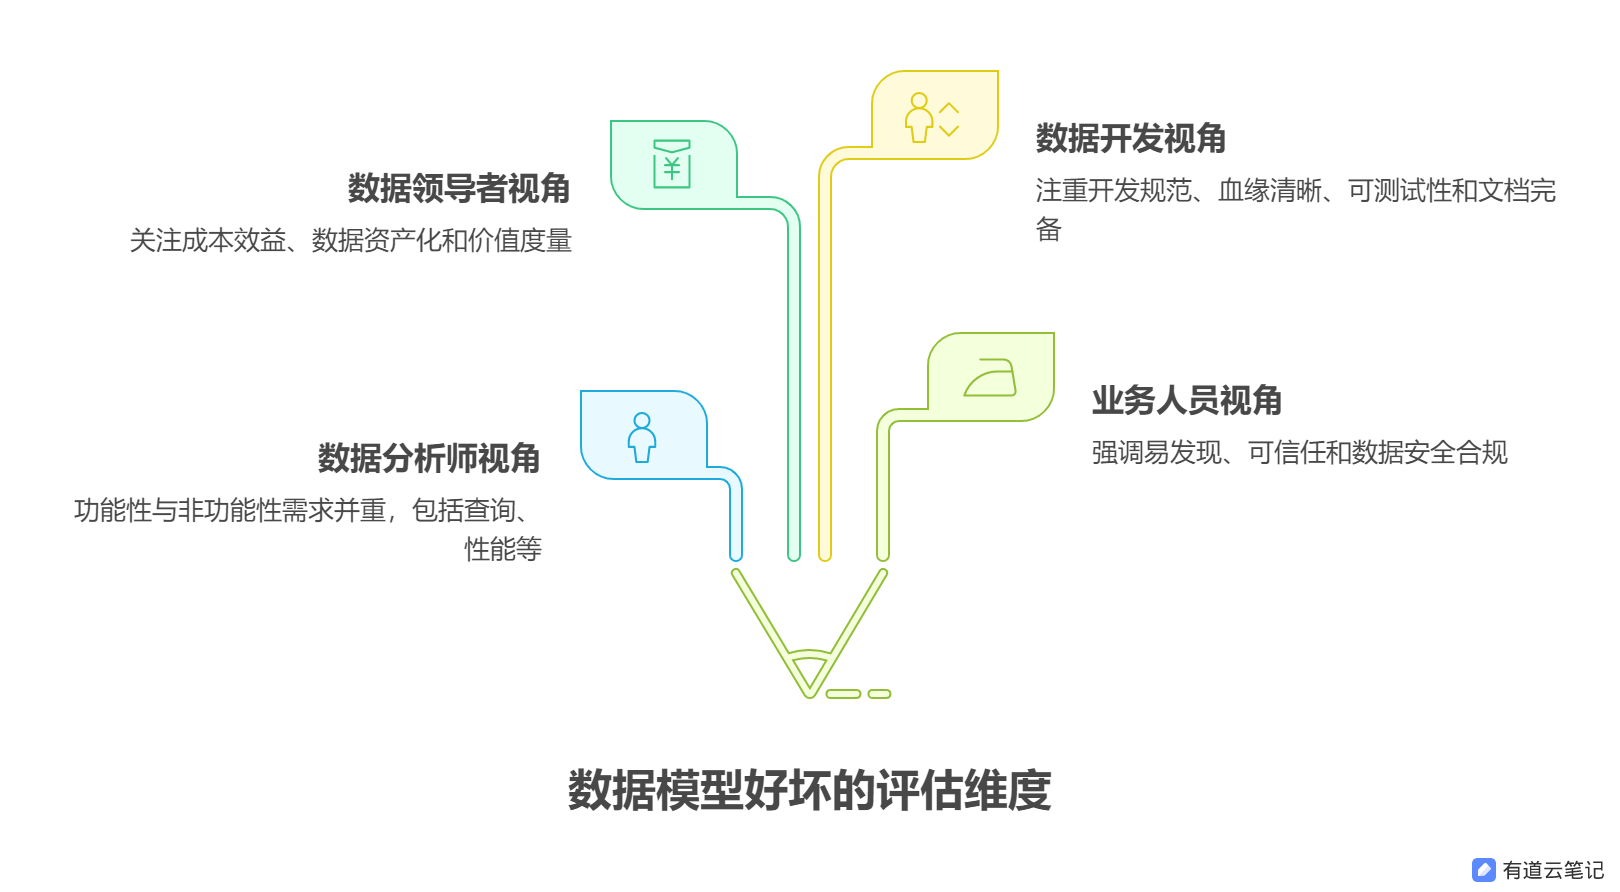 数据领导者视角
关注成本效益、数据资产化和价值度量
数据开发视角
注重开发规范、血缘清晰、可测试性和文档完
备
数据分析师视角
功能性与非功能性需求并重，包括查询、
性能等
业务人员视角
强调易发现、可信任和数据安全合规
数据模型好坏的评估维度
有道云笔记